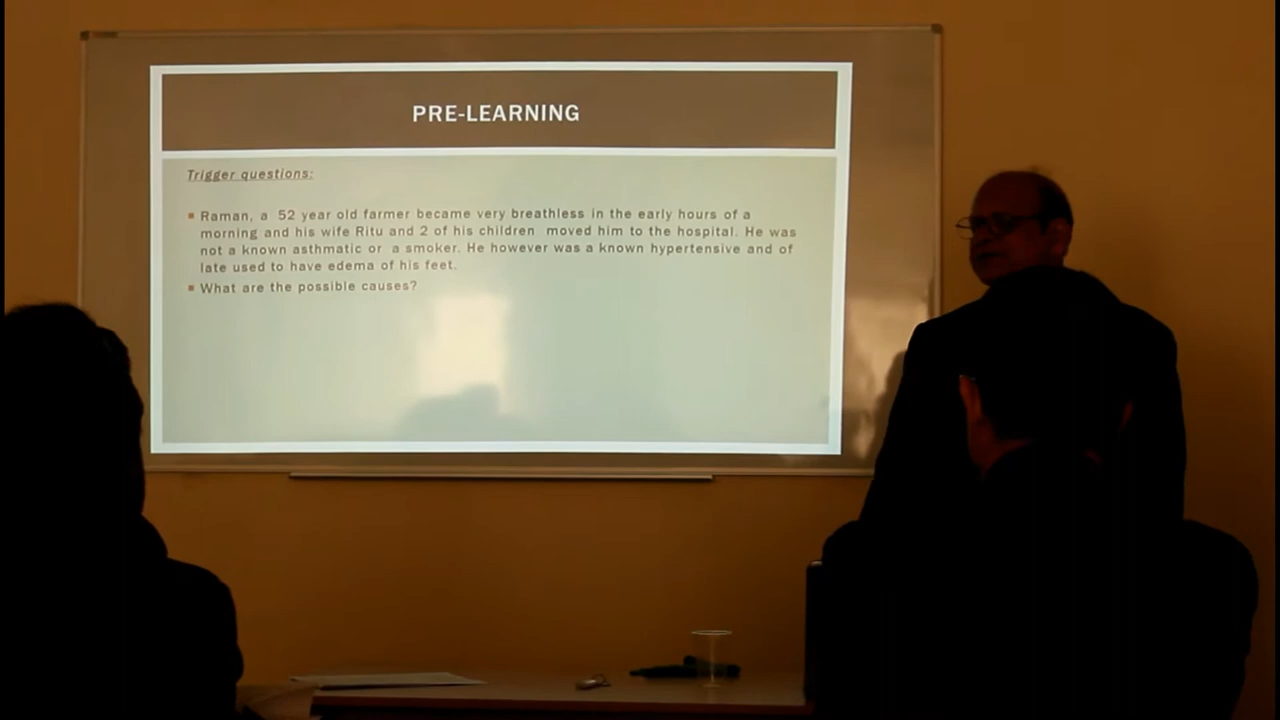 PRE-LEARNING
Trigger questions:
Raman, a 52 year old farmer became very breathless in the early hours of a
morning and his wife Ritu and 2 of his children moved him to the hospital. He was
not a known asthmatic or a smoker. He however was a known hypertensive and of
late used to have edema of his feet.
What are the possible causes?